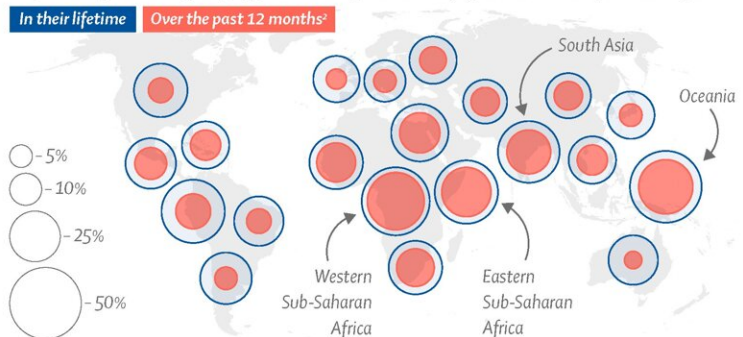 In their lifetime
Over the past 12 months²
South Asia
Oceania
– 5%
– 10%
– 25%
– 50%
Western
Sub-Saharan
Africa
Eastern
Sub-Saharan
Africa